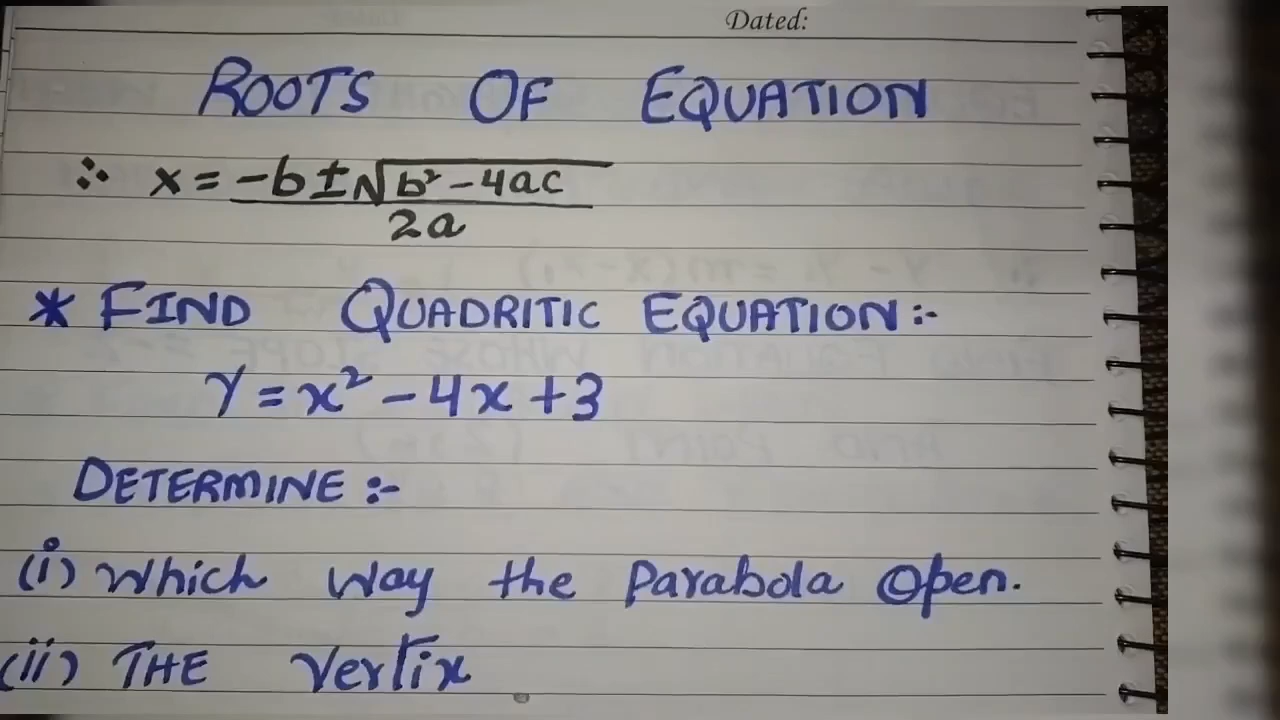 Dated:
ROOTS OF EQUATION
∴ x = -b ± √b² - 4ac / 2a
* FIND QUADRITIC EQUATION :-
Y = x² - 4x + 3
DETERMINE :-
(i) Which way the Parabola Open.
(ii) THE Vertix